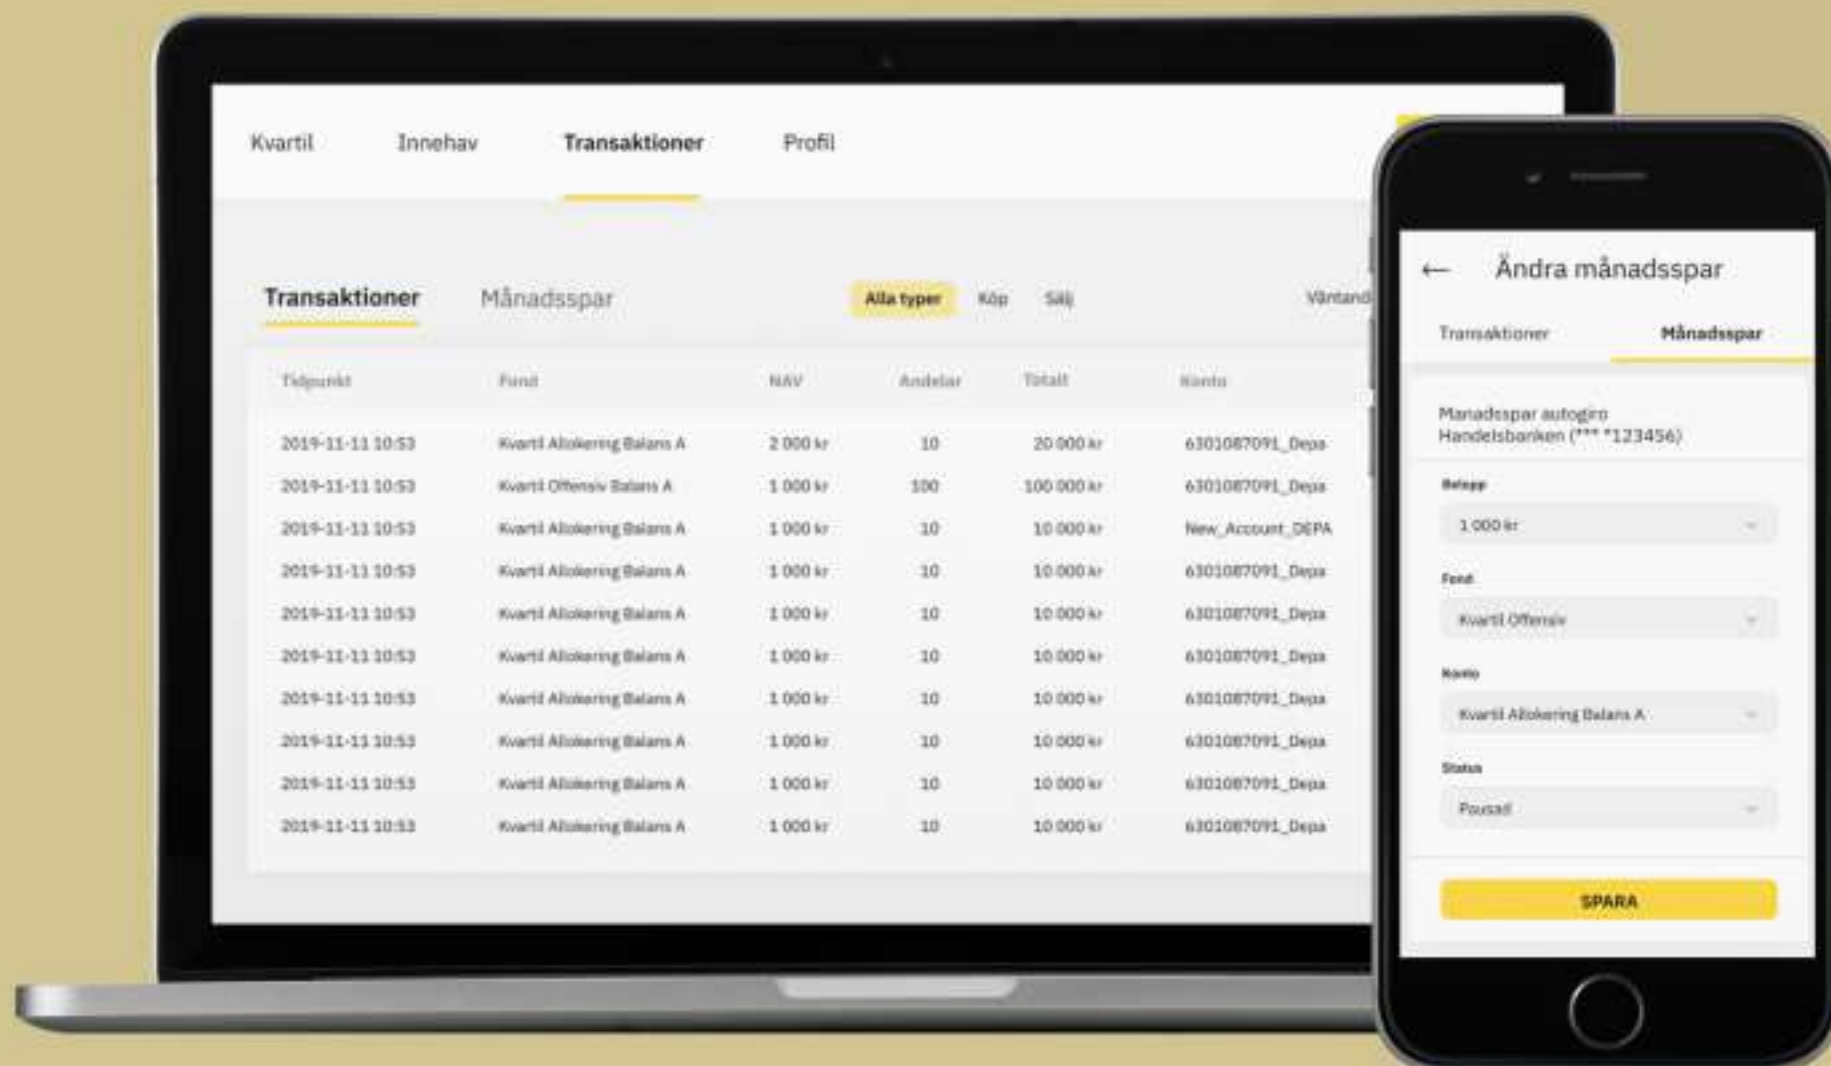 Kvartil Innehav Transaktioner Profil
Transaktioner Månadsspar Alla typer Köp Sälj Väntand
Tidpunkt Fond NAV Andelar Totalt Konto
2019-11-11 10:53 Kvartil Allokering Balans A 2 000 kr 10 20 000 kr 6301087091_Depa
2019-11-11 10:53 Kvartil Offensiv Balans A 1 000 kr 100 100 000 kr 6301087091_Depa
2019-11-11 10:53 Kvartil Allokering Balans A 1 000 kr 10 10 000 kr New_Account_DEPA
2019-11-11 10:53 Kvartil Allokering Balans A 1 000 kr 10 10 000 kr 6301087091_Depa
2019-11-11 10:53 Kvartil Allokering Balans A 1 000 kr 10 10 000 kr 6301087091_Depa
2019-11-11 10:53 Kvartil Allokering Balans A 1 000 kr 10 10 000 kr 6301087091_Depa
2019-11-11 10:53 Kvartil Allokering Balans A 1 000 kr 10 10 000 kr 6301087091_Depa
2019-11-11 10:53 Kvartil Allokering Balans A 1 000 kr 10 10 000 kr 6301087091_Depa
2019-11-11 10:53 Kvartil Allokering Balans A 1 000 kr 10 10 000 kr 6301087091_Depa
2019-11-11 10:53 Kvartil Allokering Balans A 1 000 kr 10 10 000 kr 6301087091_Depa
← Ändra månadsspar
Transaktioner Månadsspar
Manadsspar autogiro
Handelsbanken (*** *123456)
Belopp
1 000 kr
Fond
Kvartil Offensiv
Konto
Kvartil Allokering Balans A
Status
Pausad
SPARA